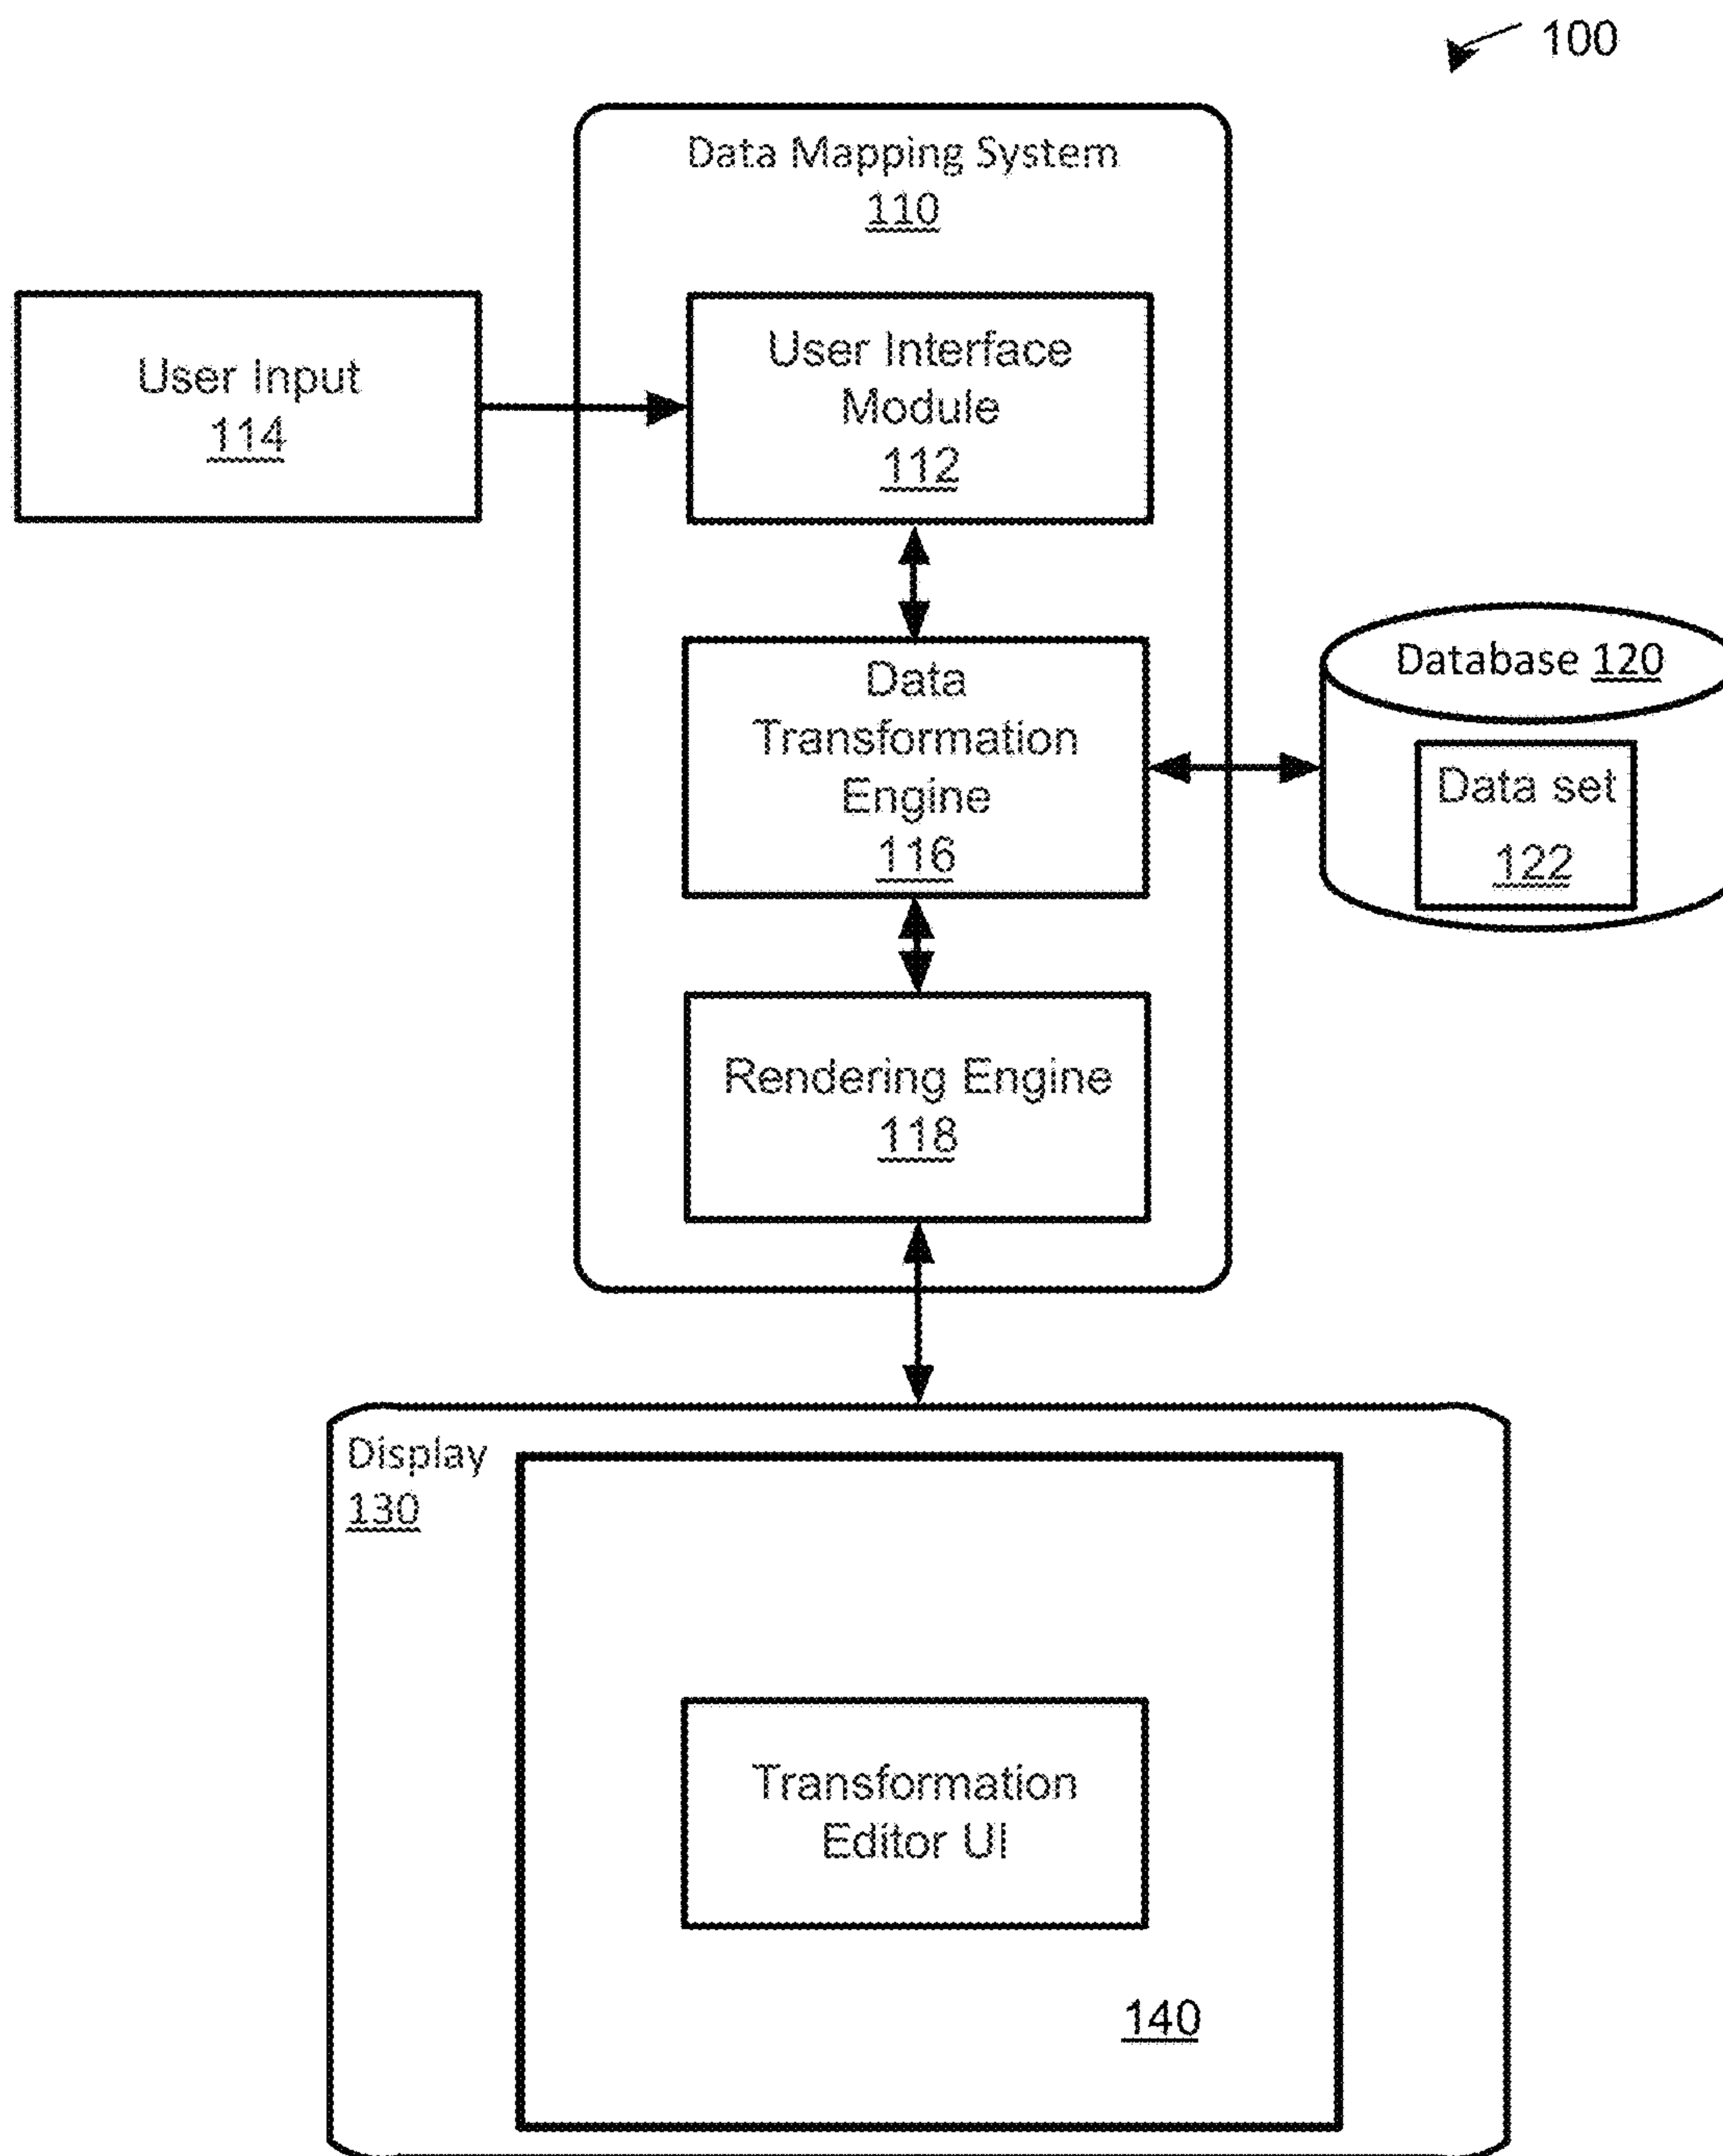 100
Data Mapping System
110
User Input
114
User Interface
Module
112
Data
Transformation
Engine
116
Database 120
Data set
122
Rendering Engine
118
Display
130
Transformation
Editor UI
140